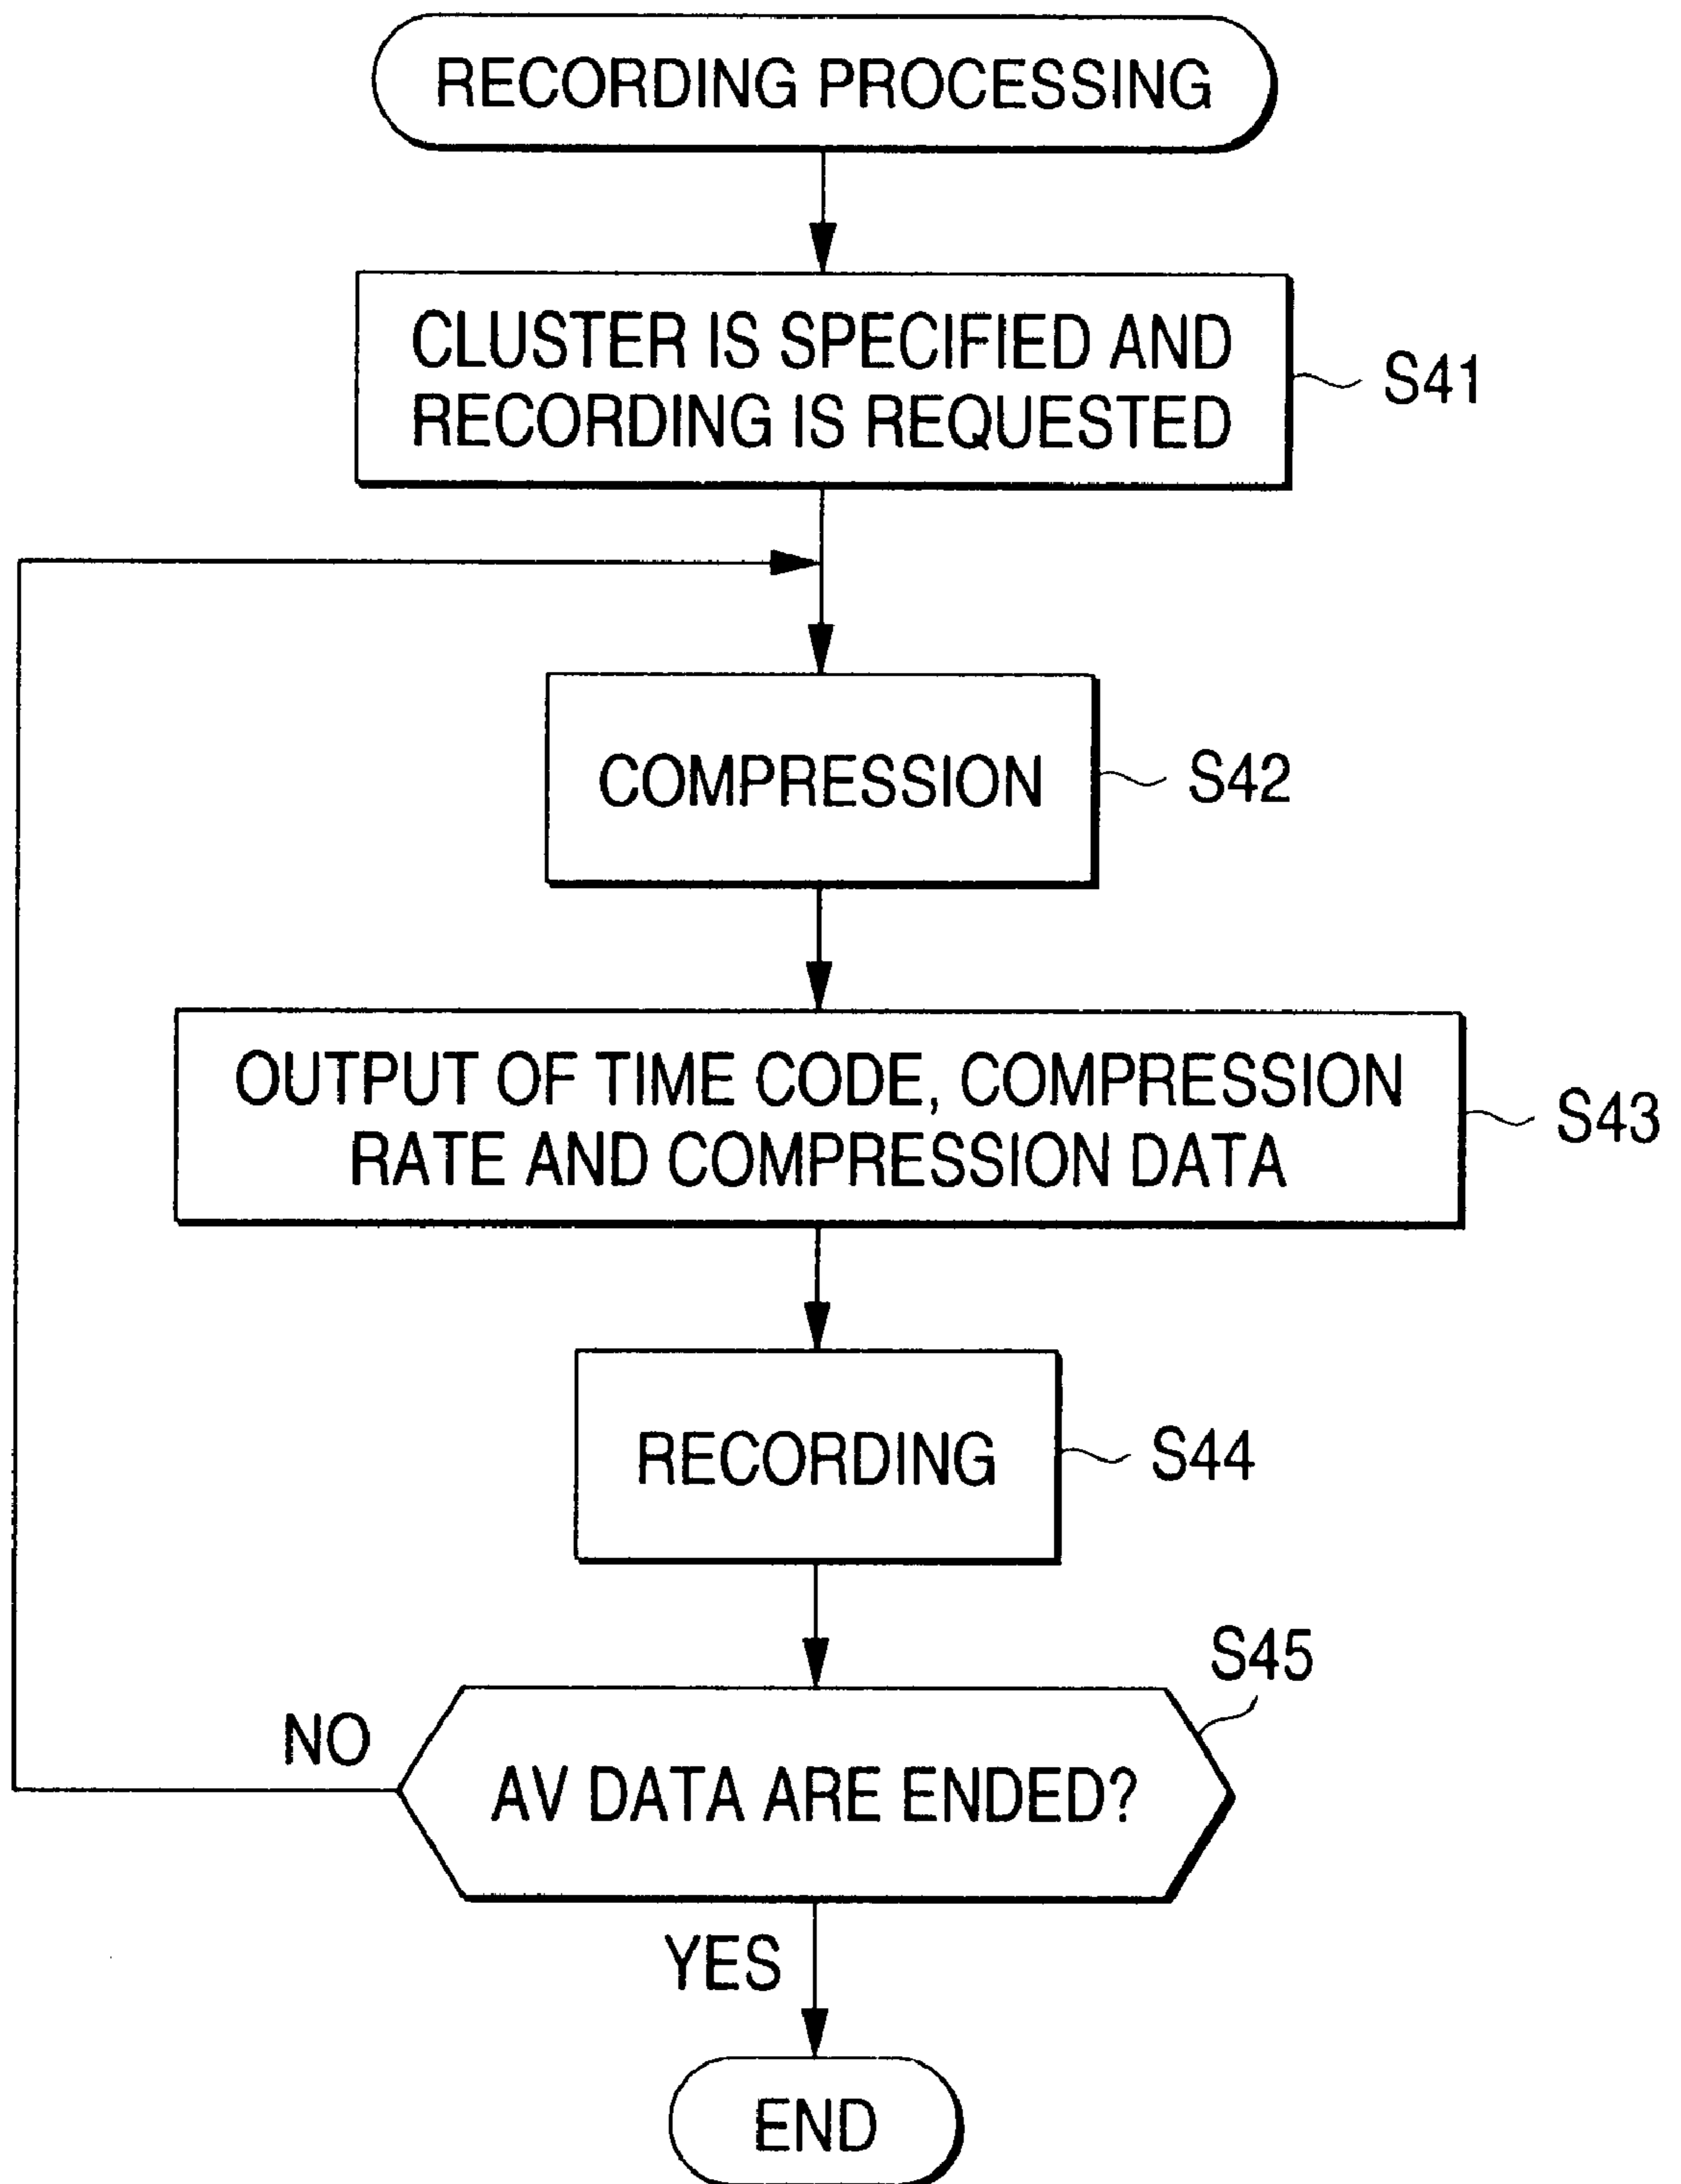 RECORDING PROCESSING
CLUSTER IS SPECIFIED AND
RECORDING IS REQUESTED
S41
COMPRESSION
S42
OUTPUT OF TIME CODE, COMPRESSION
RATE AND COMPRESSION DATA
S43
RECORDING
S44
S45
NO
AV DATA ARE ENDED?
YES
END